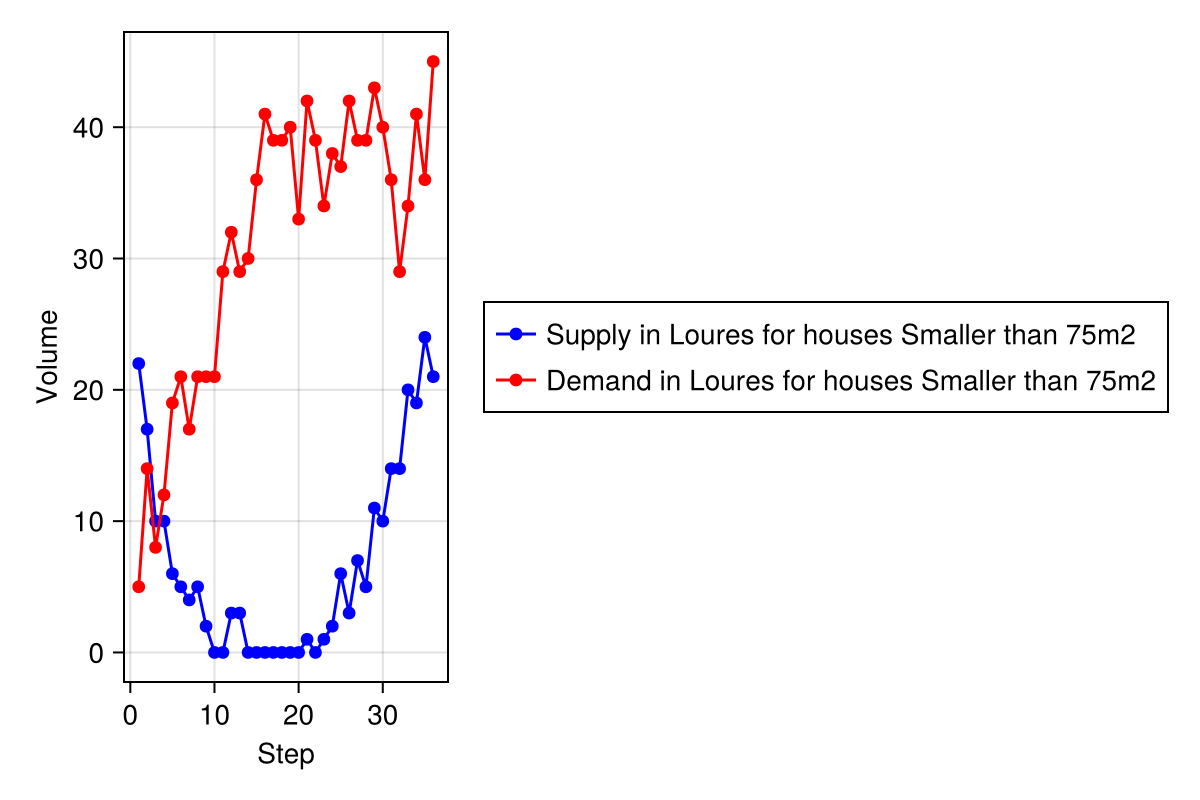 40
30
20
10
0
Volume
0 10 20 30
Step
Supply in Loures for houses Smaller than 75m2
Demand in Loures for houses Smaller than 75m2